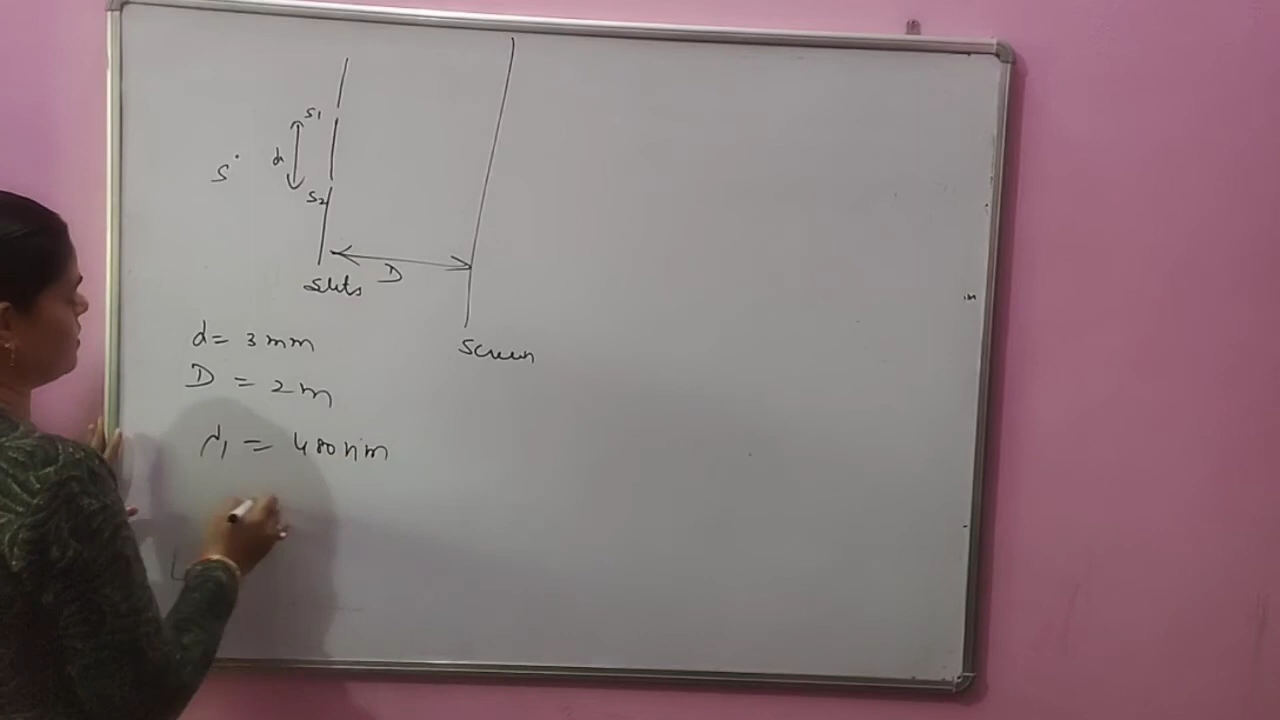 S1
S
d
S2
D
Slits
Screen
d = 3 mm
D = 2 m
λ1 = 480 nm